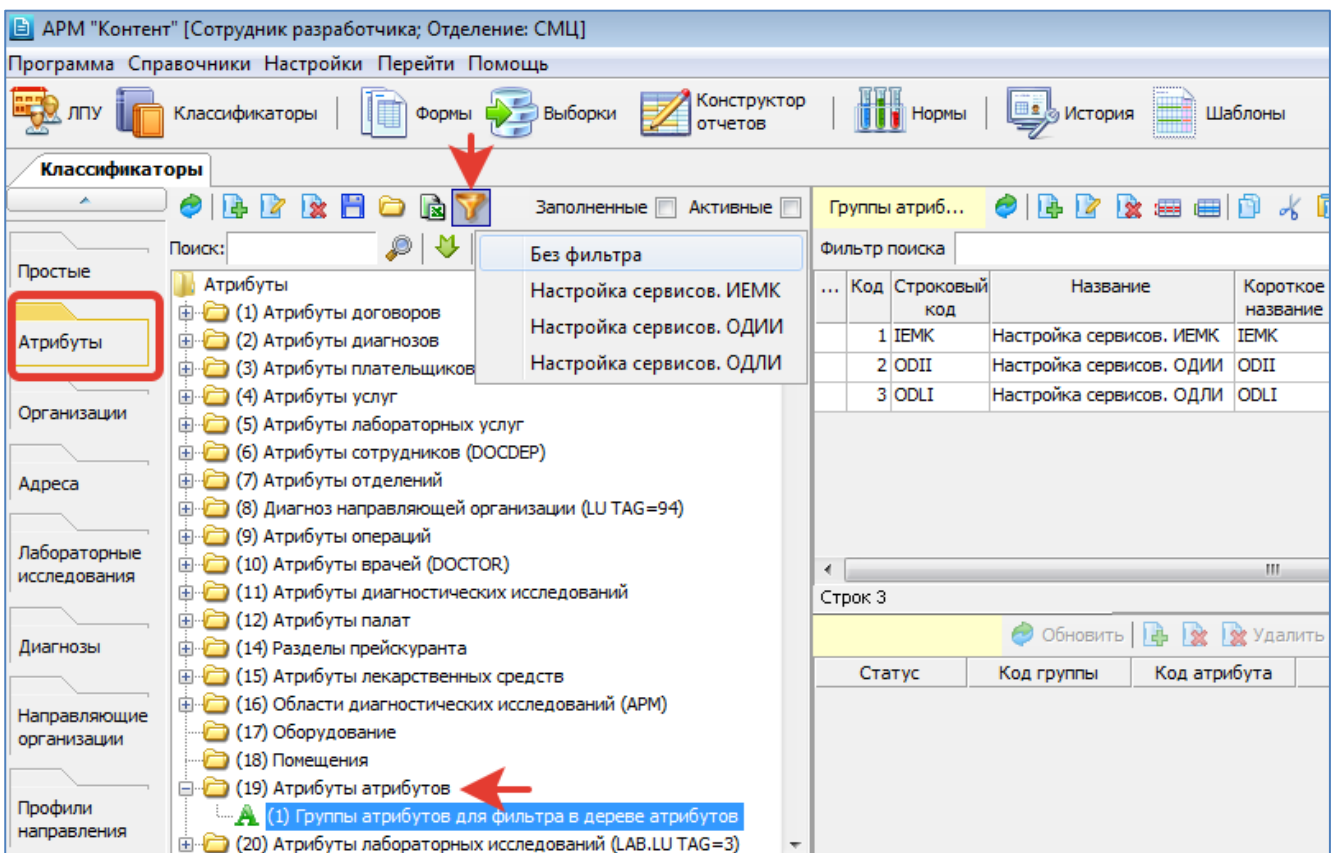 АРМ "Контент" [Сотрудник разработчика; Отделение: СМЦ]
Программа Справочники Настройки Перейти Помощь
ЛПУ Классификаторы Формы Выборки Конструктор отчетов Нормы История Шаблоны
Классификаторы
Простые
Атрибуты
Организации
Адреса
Лабораторные
исследования
Диагнозы
Направляющие
организации
Профили
направления
Заполненные Активные
Поиск:
Без фильтра
Настройка сервисов. ИЕМК
Настройка сервисов. ОДИИ
Настройка сервисов. ОДЛИ
Атрибуты
(1) Атрибуты договоров
(2) Атрибуты диагнозов
(3) Атрибуты плательщиков
(4) Атрибуты услуг
(5) Атрибуты лабораторных услуг
(6) Атрибуты сотрудников (DOCDEP)
(7) Атрибуты отделений
(8) Диагноз направляющей организации (LU TAG=94)
(9) Атрибуты операций
(10) Атрибуты врачей (DOCTOR)
(11) Атрибуты диагностических исследований
(12) Атрибуты палат
(14) Разделы прейскуранта
(15) Атрибуты лекарственных средств
(16) Области диагностических исследований (АРМ)
(17) Оборудование
(18) Помещения
(19) Атрибуты атрибутов
(1) Группы атрибутов для фильтра в дереве атрибутов
(20) Атрибуты лабораторных исследований (LAB.LU TAG=3)
Группы атриб...
Фильтр поиска
... Код Строковый код Название Короткое название
1 IEMK Настройка сервисов. ИЕМК IEMK
2 ODII Настройка сервисов. ОДИИ ODII
3 ODLI Настройка сервисов. ОДЛИ ODLI
Строк 3
Обновить Удалить
Статус Код группы Код атрибута